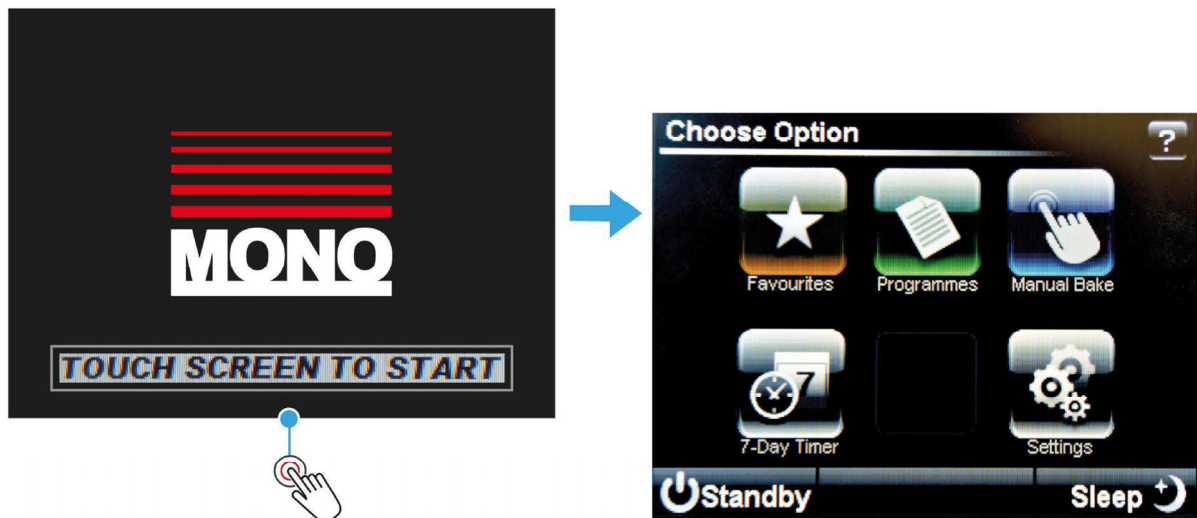 MONO
TOUCH SCREEN TO START
Choose Option
?
Favourites
Programmes
Manual Bake
7
7-Day Timer
Settings
Standby
Sleep